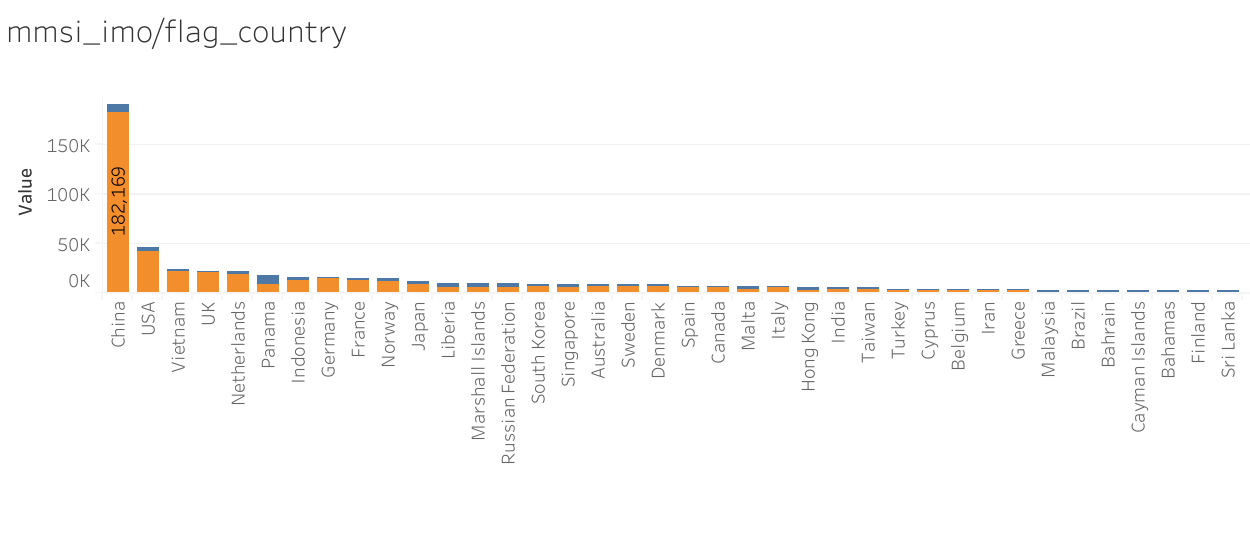 mmsi_imo/flag_country
Value
150K
100K
50K
0K
182,169
China
USA
Vietnam
UK
Netherlands
Panama
Indonesia
Germany
France
Norway
Japan
Liberia
Marshall Islands
Russian Federation
South Korea
Singapore
Australia
Sweden
Denmark
Spain
Canada
Malta
Italy
Hong Kong
India
Taiwan
Turkey
Cyprus
Belgium
Iran
Greece
Malaysia
Brazil
Bahrain
Cayman Islands
Bahamas
Finland
Sri Lanka